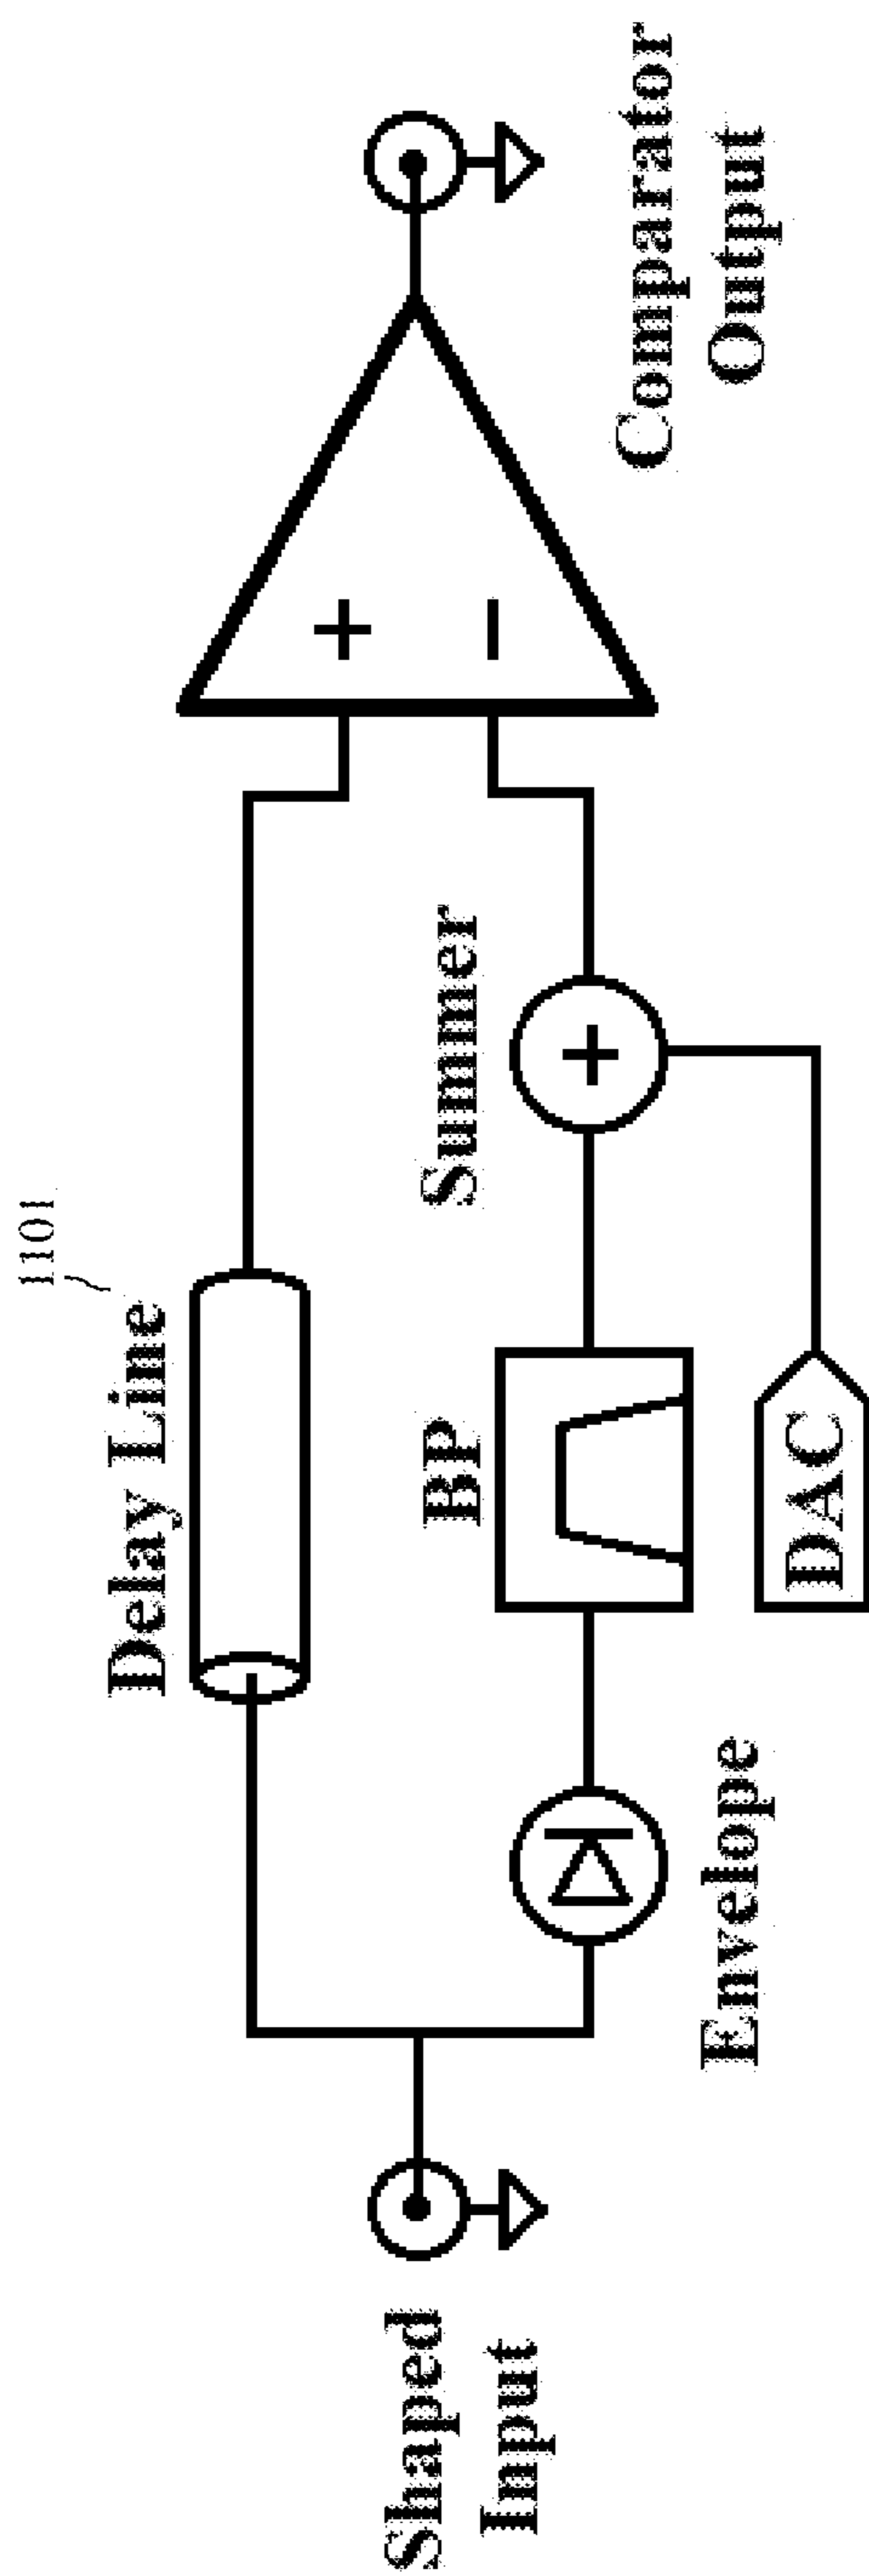 1101
Delay Line
Shaped
Input
Envelope
BP
DAC
Summer
+
+
−
Comparator
Output